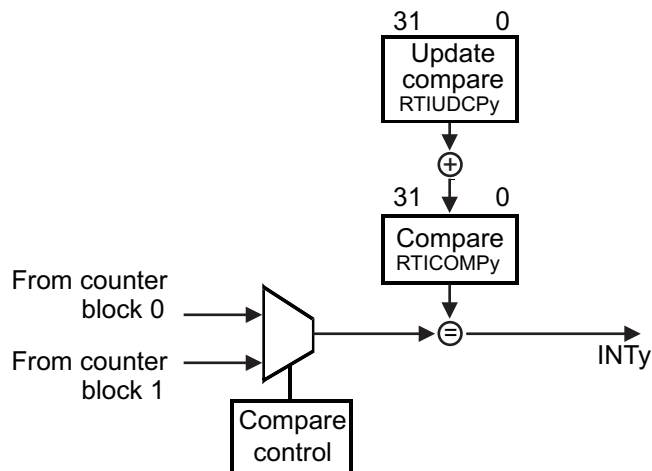 31 0
Update
compare
RTIUDCPy
+
31 0
Compare
RTICOMPy
From counter
block 0
=
INTy
From counter
block 1
Compare
control